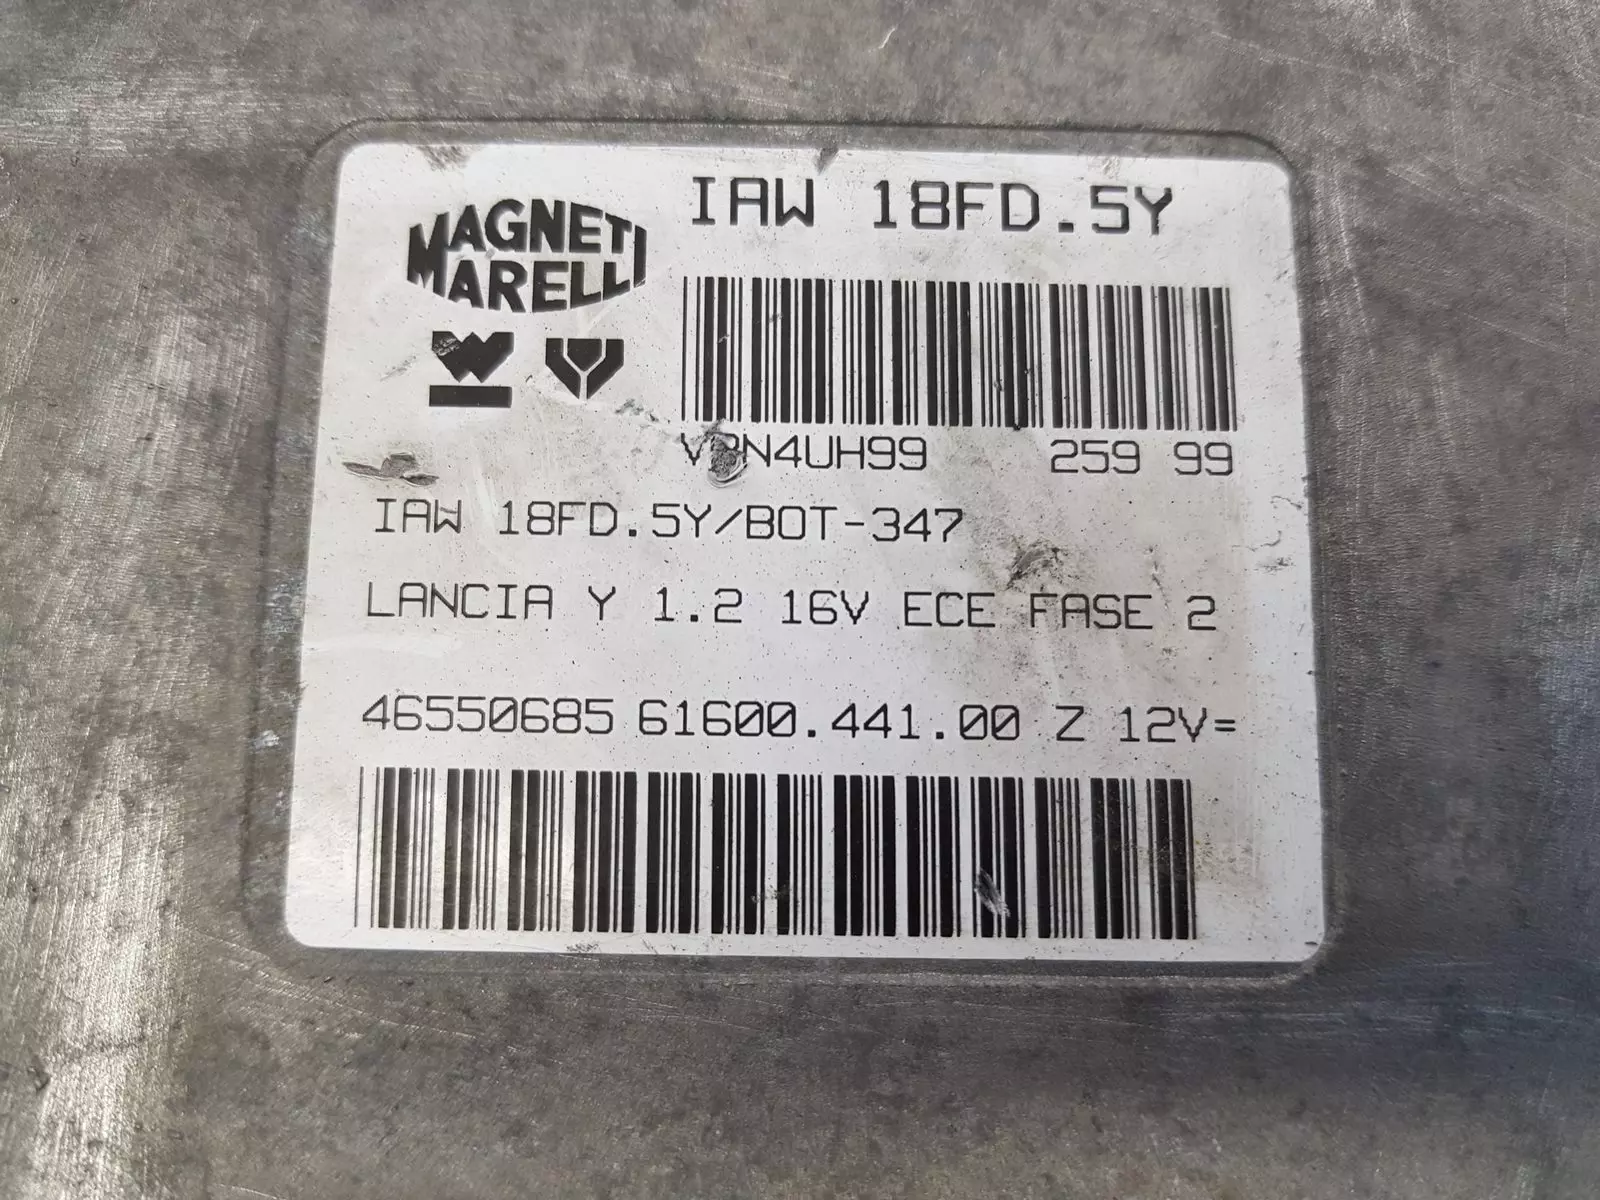 IAW 18FD.5Y
MAGNETI
MARELLI
259 99
IAW 18FD.5Y/BOT-347
LANCIA Y 1.2 16V ECE FASE 2
46550685 61600.441.00 Z 12V=